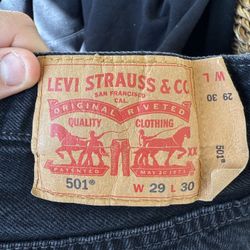 LEVI STRAUSS & CO
SAN FRANCISCO
CAL.
ORIGINAL RIVETED
QUALITY CLOTHING
XX
PATENTED MAY 20 1873
501® W 29 L 30
W L
29 30
501®